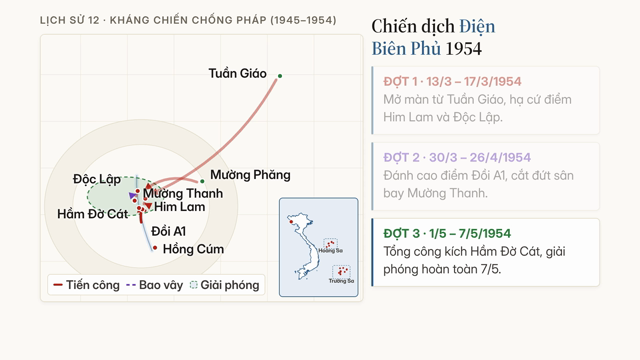 LỊCH SỬ 12 · KHÁNG CHIẾN CHỐNG PHÁP (1945–1954)
Tuần Giáo
Mường Phăng
Độc Lập
Mường Thanh
Him Lam
Hầm Đờ Cát
Đồi A1
Hồng Cúm
Hoàng Sa
Trường Sa
Tiến công
Bao vây
Giải phóng
Chiến dịch Điện
Biên Phủ 1954
ĐỢT 1 · 13/3 – 17/3/1954
Mở màn từ Tuần Giáo, hạ cứ điểm
Him Lam và Độc Lập.
ĐỢT 2 · 30/3 – 26/4/1954
Đánh cao điểm Đồi A1, cắt đứt sân
bay Mường Thanh.
ĐỢT 3 · 1/5 – 7/5/1954
Tổng công kích Hầm Đờ Cát, giải
phóng hoàn toàn 7/5.